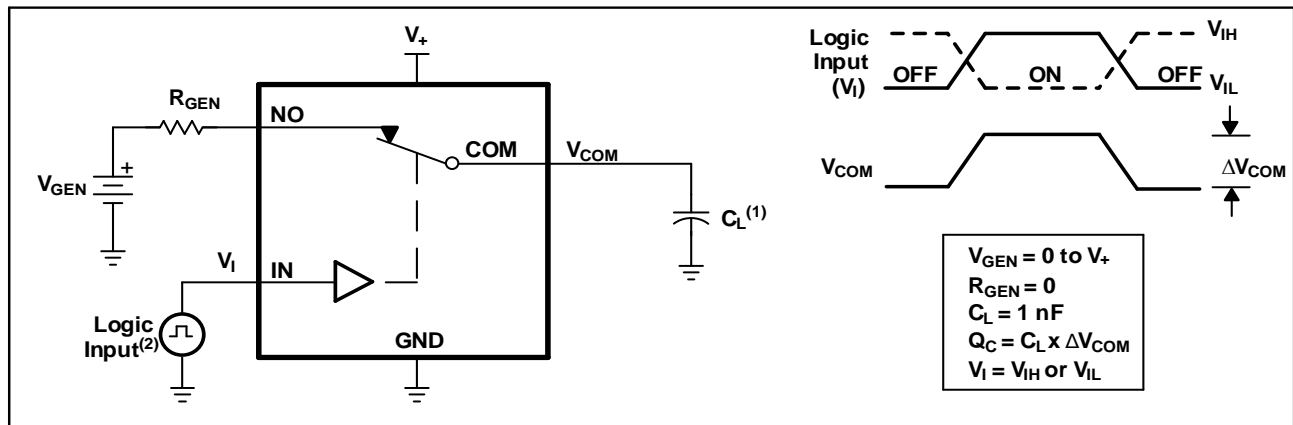 V+
RGEN
NO
COM
VCOM
VGEN
+
CL(1)
VI
IN
Logic
Input(2)
GND
Logic
Input
(VI)
OFF
ON
OFF
VIH
VIL
VCOM
ΔVCOM
VGEN = 0 to V+
RGEN = 0
CL = 1 nF
QC = CL x ΔVCOM
VI = VIH or VIL